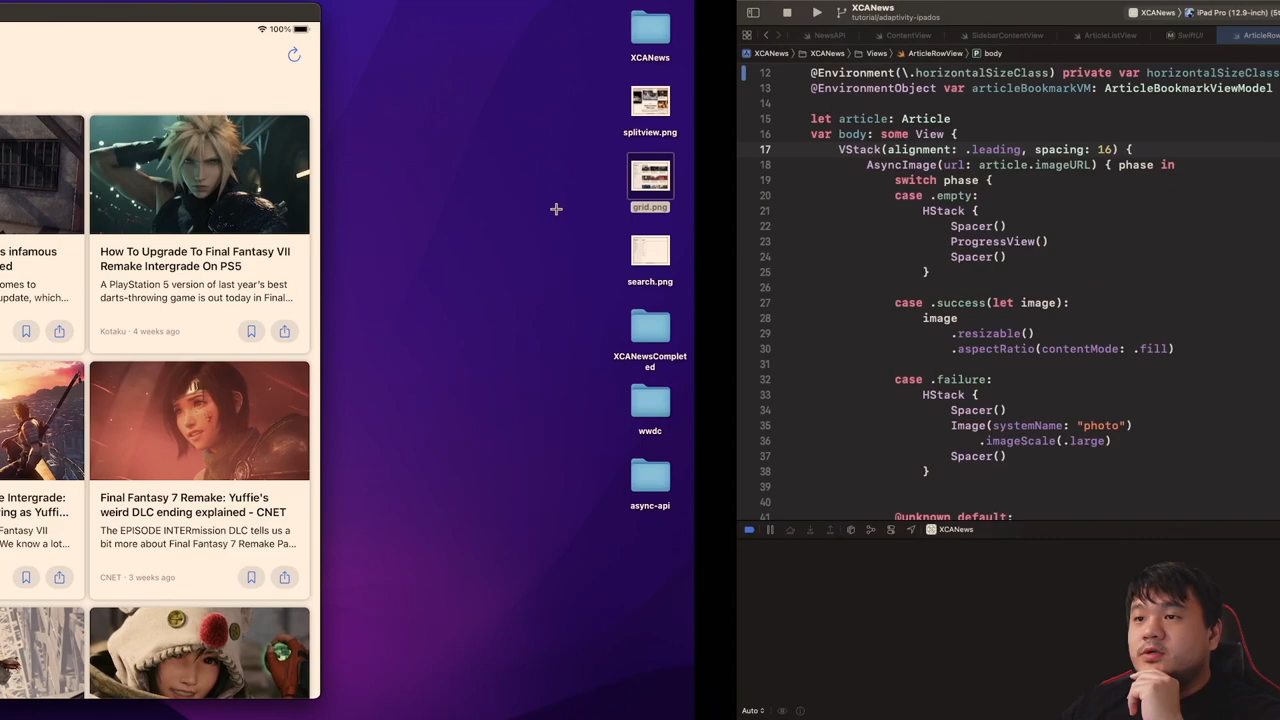 100%
s infamous
ed
omes to
update, which...
How To Upgrade To Final Fantasy VII
Remake Intergrade On PS5
A PlayStation 5 version of last year's best
darts-throwing game is out today in Final...
Kotaku · 4 weeks ago
e Intergrade:
ing as Yuffi...
Fantasy VII
We know a lot...
Final Fantasy 7 Remake: Yuffie's
weird DLC ending explained - CNET
The EPISODE INTERmission DLC tells us a
bit more about Final Fantasy 7 Remake Pa...
CNET · 3 weeks ago
XCANews
splitview.png
grid.png
search.png
XCANewsComplet
ed
wwdc
async-api
XCANews
tutorial/adaptivity-ipados
XCANews › iPad Pro (12.9-inch) (5t
NewsAPI
ContentView
SidebarContentView
ArticleListView
SwiftUI
ArticleRow
XCANews › XCANews › Views › ArticleRowView › body
12 @Environment(\.horizontalSizeClass) private var horizontalSizeClass
13 @EnvironmentObject var articleBookmarkVM: ArticleBookmarkViewModel
14
15 let article: Article
16 var body: some View {
17 VStack(alignment: .leading, spacing: 16) {
18 AsyncImage(url: article.imageURL) { phase in
19 switch phase {
20 case .empty:
21 HStack {
22 Spacer()
23 ProgressView()
24 Spacer()
25 }
26
27 case .success(let image):
28 image
29 .resizable()
30 .aspectRatio(contentMode: .fill)
31
32 case .failure:
33 HStack {
34 Spacer()
35 Image(systemName: "photo")
36 .imageScale(.large)
37 Spacer()
38 }
39
40
41 @unknown default:
XCANews
Auto